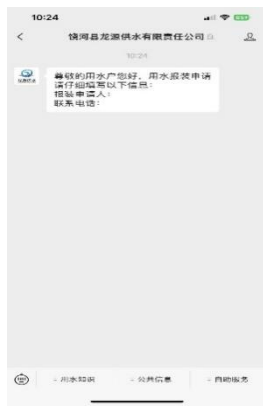 10:24
饶河县龙源供水有限责任公司
10:24
尊敬的用水户您好，用水报装申请
请仔细填写以下信息：
报装申请人：
联系电话：
用水知识
公共信息
自助服务